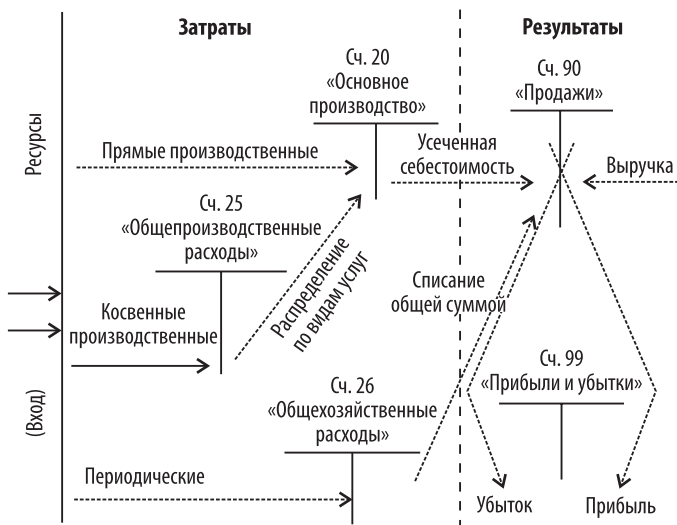 Затраты
Результаты
Ресурсы
(Вход)
Сч. 20
«Основное
производство»
Сч. 90
«Продажи»
Прямые производственные
Усеченная
себестоимость
Выручка
Сч. 25
«Общепроизводственные
расходы»
Распределение
по видам услуг
Списание
общей суммой
Косвенные
производственные
Сч. 99
«Прибыли и убытки»
Сч. 26
«Общехозяйственные
расходы»
Периодические
Убыток
Прибыль